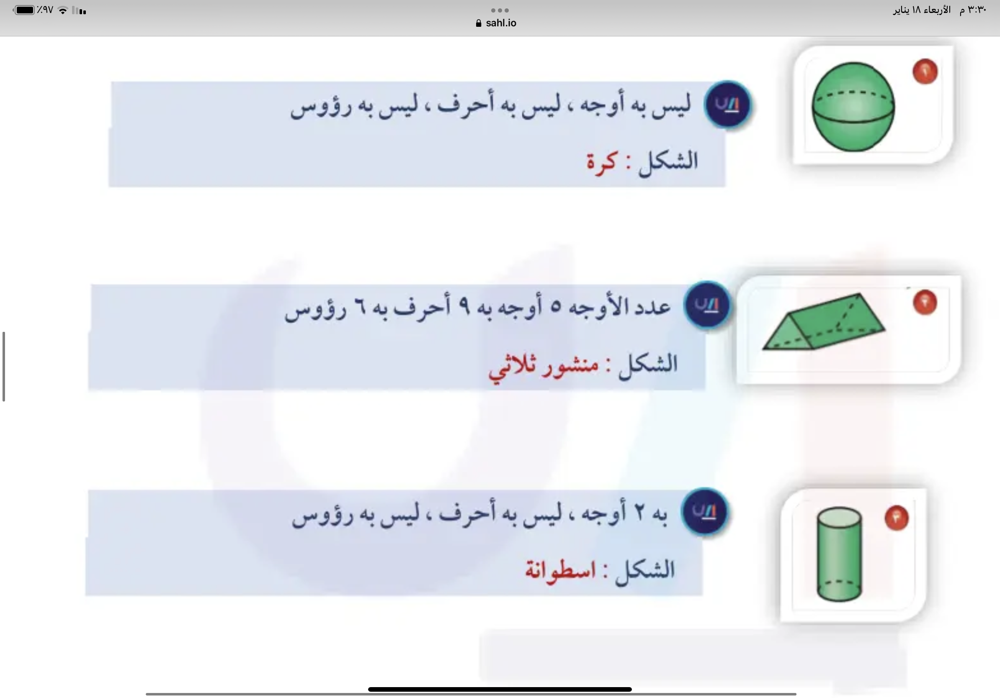 ٣:٣٠ م الأربعاء ١٨ يناير
٪٩٧
sahl.io
١
ليس به أوجه ، ليس به أحرف ، ليس به رؤوس
الشكل : كرة
٢
عدد الأوجه ٥ أوجه به ٩ أحرف به ٦ رؤوس
الشكل : منشور ثلاثي
٣
به ٢ أوجه ، ليس به أحرف ، ليس به رؤوس
الشكل : اسطوانة